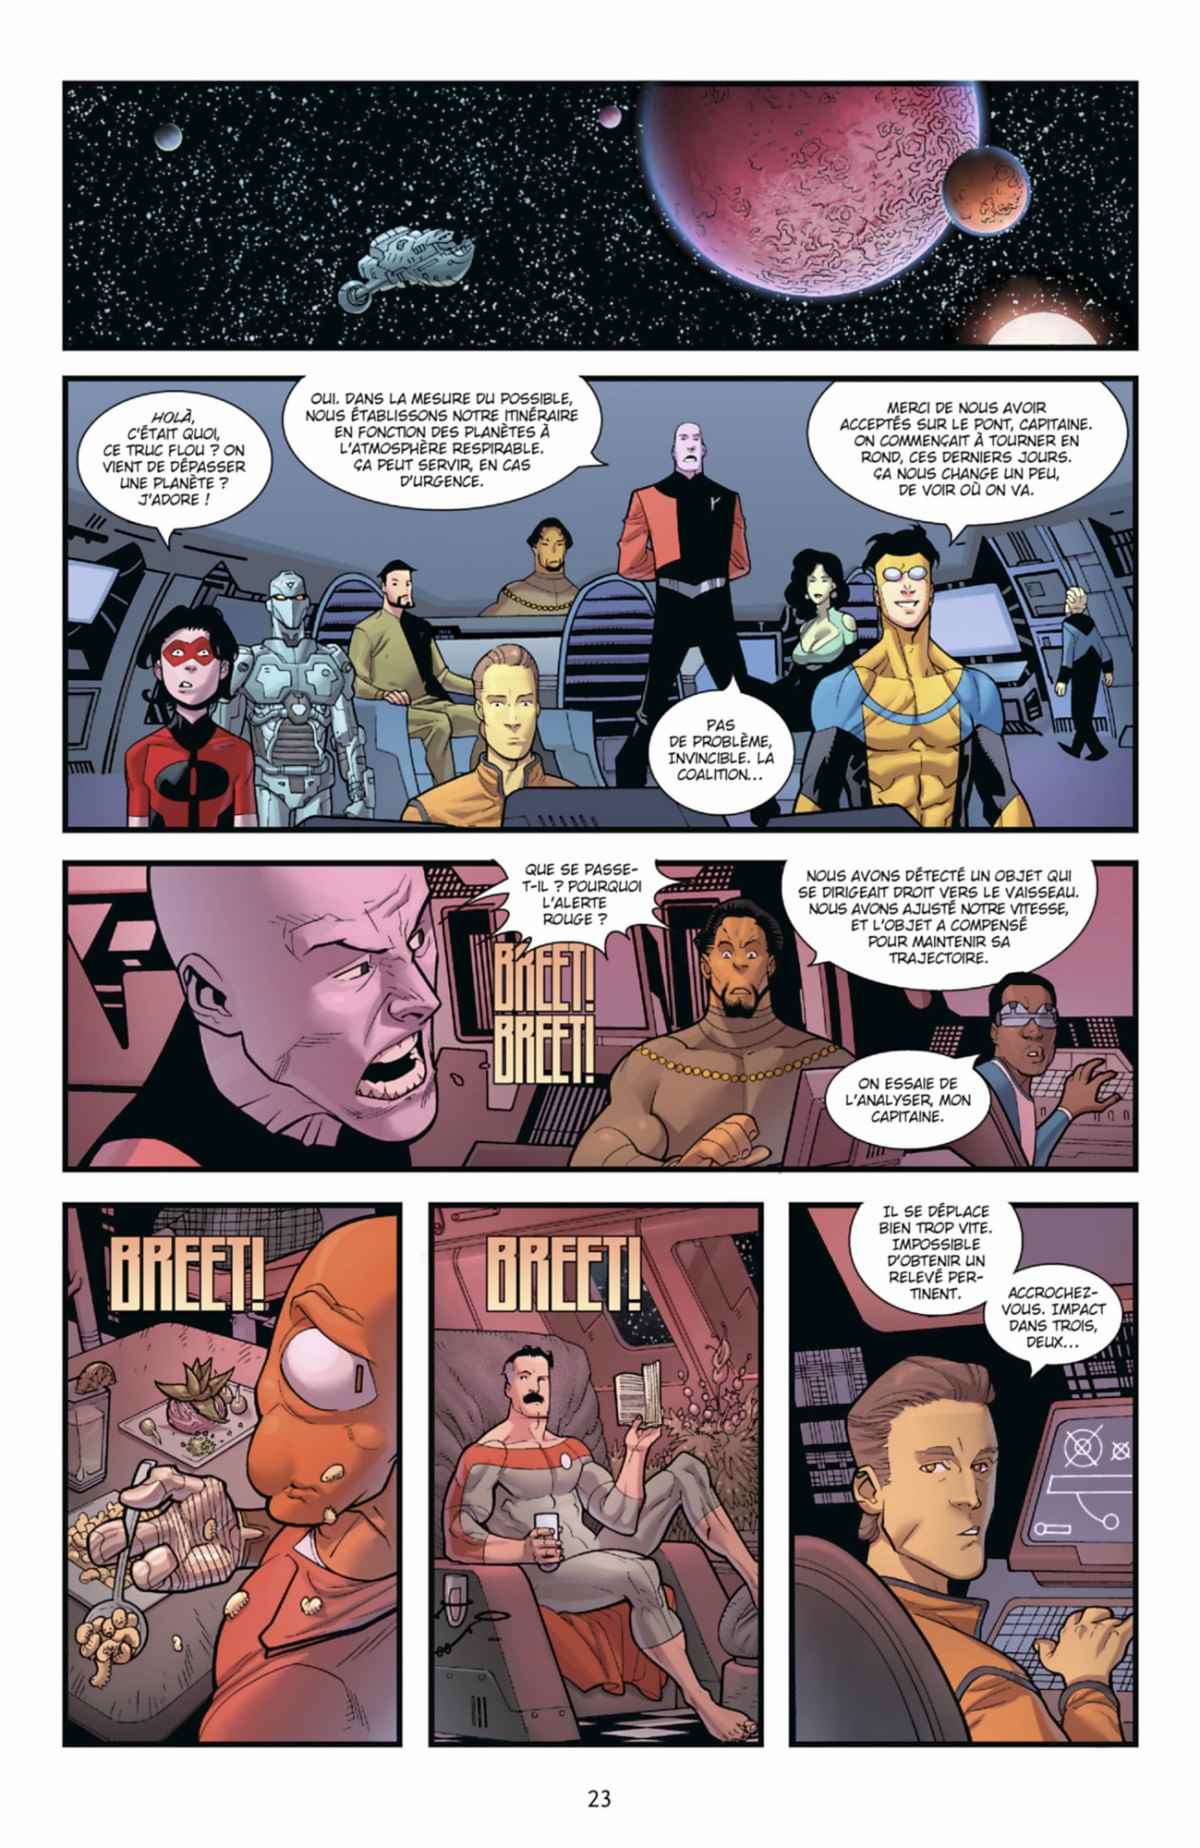 HOLÀ,
C'ÉTAIT QUOI,
CE TRUC FLOU ? ON
VIENT DE DÉPASSER
UNE PLANÈTE ?
J'ADORE !
OUI. DANS LA MESURE DU POSSIBLE,
NOUS ÉTABLISSONS NOTRE ITINÉRAIRE
EN FONCTION DES PLANÈTES À
L'ATMOSPHÈRE RESPIRABLE.
ÇA PEUT SERVIR, EN CAS
D'URGENCE.
MERCI DE NOUS AVOIR
ACCEPTÉS SUR LE PONT, CAPITAINE.
ON COMMENÇAIT À TOURNER EN
ROND, CES DERNIERS JOURS.
ÇA NOUS CHANGE UN PEU,
DE VOIR OÙ ON VA.
PAS
DE PROBLÈME,
INVINCIBLE. LA
COALITION...
QUE SE PASSE-
T-IL ? POURQUOI
L'ALERTE
ROUGE ?
BREET!
BREET!
NOUS AVONS DÉTECTÉ UN OBJET QUI
SE DIRIGEAIT DROIT VERS LE VAISSEAU.
NOUS AVONS AJUSTÉ NOTRE VITESSE,
ET L'OBJET A COMPENSÉ
POUR MAINTENIR SA
TRAJECTOIRE.
ON ESSAIE DE
L'ANALYSER, MON
CAPITAINE.
BREET!
BREET!
IL SE DÉPLACE
BIEN TROP VITE.
IMPOSSIBLE
D'OBTENIR UN
RELEVÉ PER-
TINENT.
ACCROCHEZ-
VOUS. IMPACT
DANS TROIS,
DEUX...
23